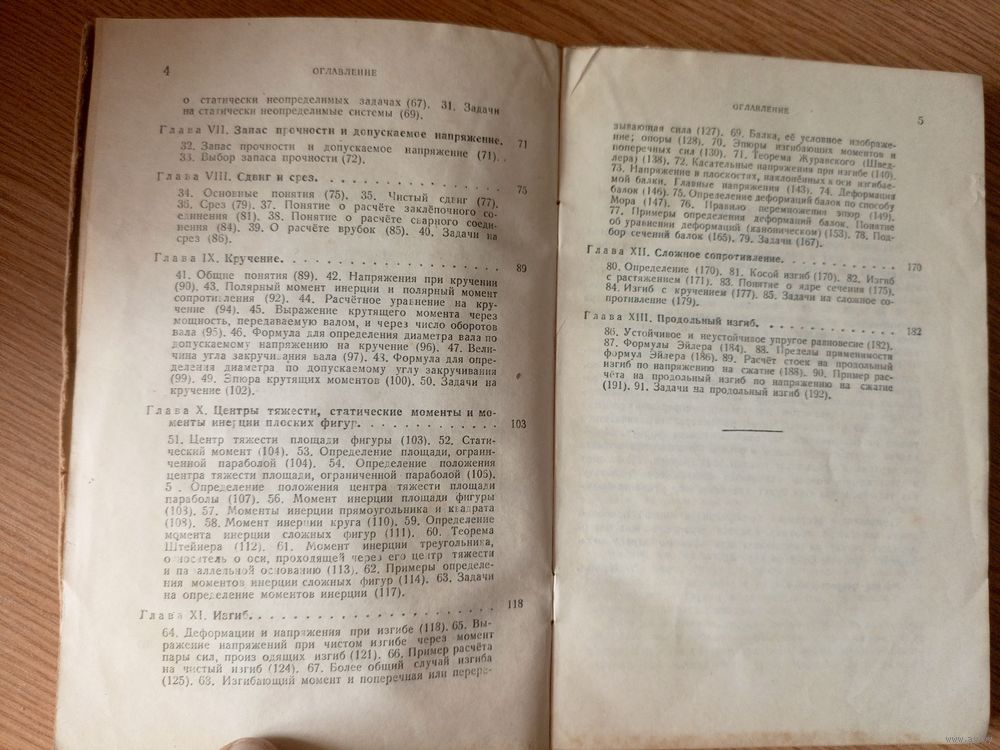 4
ОГЛАВЛЕНИЕ
о статически неопределимых задачах (67). 31. Задачи
на статически неопределимые системы (69).
Глава VII. Запас прочности и допускаемое напряжение. 71
32. Запас прочности и допускаемое напряжение (71).
33. Выбор запаса прочности (72).
Глава VIII. Сдвиг и срез. 75
34. Основные понятия (75). 35. Чистый сдвиг (77).
36. Срез (79). 37. Понятие о расчёте заклёпочного со-
единения (81). 38. Понятие о расчёте сварного соеди-
нения (84). 39. О расчёте врубок (85). 40. Задачи на
срез (86).
Глава IX. Кручение. . . . . . . . . . . . . . . . . 89
41. Общие понятия (89). 42. Напряжения при кручении
(90). 43. Полярный момент инерции и полярный момент
сопротивления (92). 44. Расчётное уравнение на кру-
чение (94). 45. Выражение крутящего момента через
мощность, передаваемую валом, и через число оборотов
вала (95). 46. Формула для определения диаметра вала по
допускаемому напряжению на кручение (96). 47. Вели-
чина угла закручивания вала (97). 48. Формула для опре-
деления диаметра по допускаемому углу закручивания
(99). 49. Эпюра крутящих моментов (100). 50. Задачи на
кручение (102).
Глава X. Центры тяжести, статические моменты и мо-
менты инерции плоских фигур. . . . . . . . . . . . 103
51. Центр тяжести площади фигуры (103). 52. Стати-
ческий момент (104). 53. Определение площади, ограни-
ченной параболой (104). 54. Определение положения
центра тяжести площади, ограниченной параболой (105).
5 . Определение положения центра тяжести площади
параболы (107). 56. Момент инерции площади фигуры
(108). 57. Моменты инерции прямоугольника и квадрата
(108). 58. Момент инерции круга (110). 59. Определение
момента инерции сложных фигур (111). 60. Теорема
Штейнера (112). 61. Момент инерции треугольника,
относительно оси, проходящей через его центр тяжести
и параллельной основанию (113). 62. Примеры определе-
ния моментов инерции сложных фигур (114). 63. Задачи
на определение моментов инерции (117).
Глава XI. Изгиб. . . . . . . . . . . . . . . . . . . 118
64. Деформации и напряжения при изгибе (118). 65. Вы-
ражение напряжений при чистом изгибе через момент
пары сил, производящих изгиб (121). 66. Пример расчёта
на чистый изгиб (124). 67. Более общий случай изгиба
(125). 68. Изгибающий момент и поперечная или перере-
ОГЛАВЛЕНИЕ
5
зывающая сила (127). 69. Балка, её условное изображе-
ние; опоры (128). 70. Эпюры изгибающих моментов и
поперечных сил (130). 71. Теорема Журавского (Швед-
лера) (138). 72. Касательные напряжения при изгибе (140).
73. Напряжения в плоскостях, наклонённых к оси изгибае-
мой балки. Главные напряжения (143). 74. Деформация
балок (146). 75. Определение деформаций балок по способу
Мора (147). 76. Правило перемножения эпюр (149).
77. Примеры определения деформаций балок. Понятие
об уравнении деформаций (каноническом) (153). 78. Под-
бор сечений балок (165). 79. Задачи (167).
Глава XII. Сложное сопротивление. . . . . . . . . . . . 170
80. Определение (170). 81. Косой изгиб (170). 82. Изгиб
с растяжением (171). 83. Понятие о ядре сечения (175).
84. Изгиб с кручением (177). 85. Задачи на сложное со-
противление (179).
Глава XIII. Продольный изгиб. . . . . . . . . . . . . 182
86. Устойчивое и неустойчивое упругое равновесие (182).
87. Формулы Эйлера (184). 88. Пределы применимости
формул Эйлера (186). 89. Расчёт стоек на продольный
изгиб по напряжению на сжатие (188). 90. Пример рас-
чёта на продольный изгиб по напряжению на сжатие
(191). 91. Задачи на продольный изгиб (192).